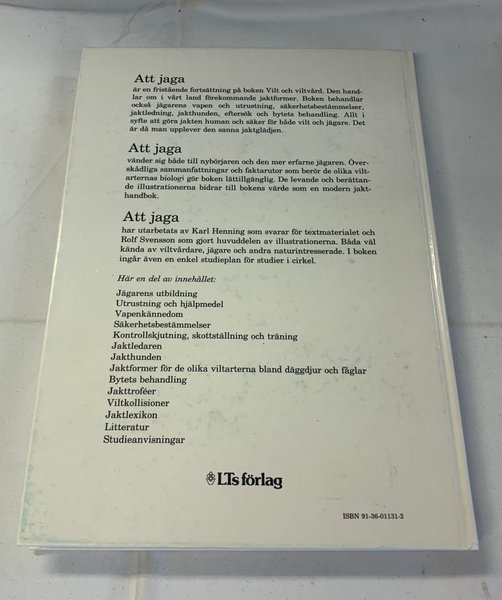 Att jaga
är en fristående fortsättning på boken Vilt och viltvård. Den hand-
lar om i vårt land förekommande jaktformer. Boken behandlar
också jägarens vapen och utrustning, säkerhetsbestämmelser,
jaktledning, jakthunden, eftersök och bytets behandling. Allt i
syfte att göra jakten human och säker för både vilt och jägare. Det
är då man upplever den sanna jaktglädjen.
Att jaga
vänder sig både till nybörjaren och den mer erfarne jägaren. Över-
skådliga sammanfattningar och faktarutor som berör de olika vilt-
arternas biologi gör boken lättillgänglig. De levande och berättan-
de illustrationerna bidrar till bokens värde som en modern jakt-
handbok.
Att jaga
har utarbetats av Karl Henning som svarar för textmaterialet och
Rolf Svensson som gjort huvuddelen av illustrationerna. Båda väl
kända av viltvårdare, jägare och andra naturintresserade. I boken
ingår även en enkel studieplan för studier i cirkel.
Här en del av innehållet:
Jägarens utbildning
Utrustning och hjälpmedel
Vapenkännedom
Säkerhetsbestämmelser
Kontrollskjutning, skottställning och träning
Jaktledaren
Jakthunden
Jaktformer för de olika viltarterna bland däggdjur och fåglar
Bytets behandling
Jakttroféer
Viltkollisioner
Jaktlexikon
Litteratur
Studieanvisningar
LTs förlag
ISBN 91-36-01131-2